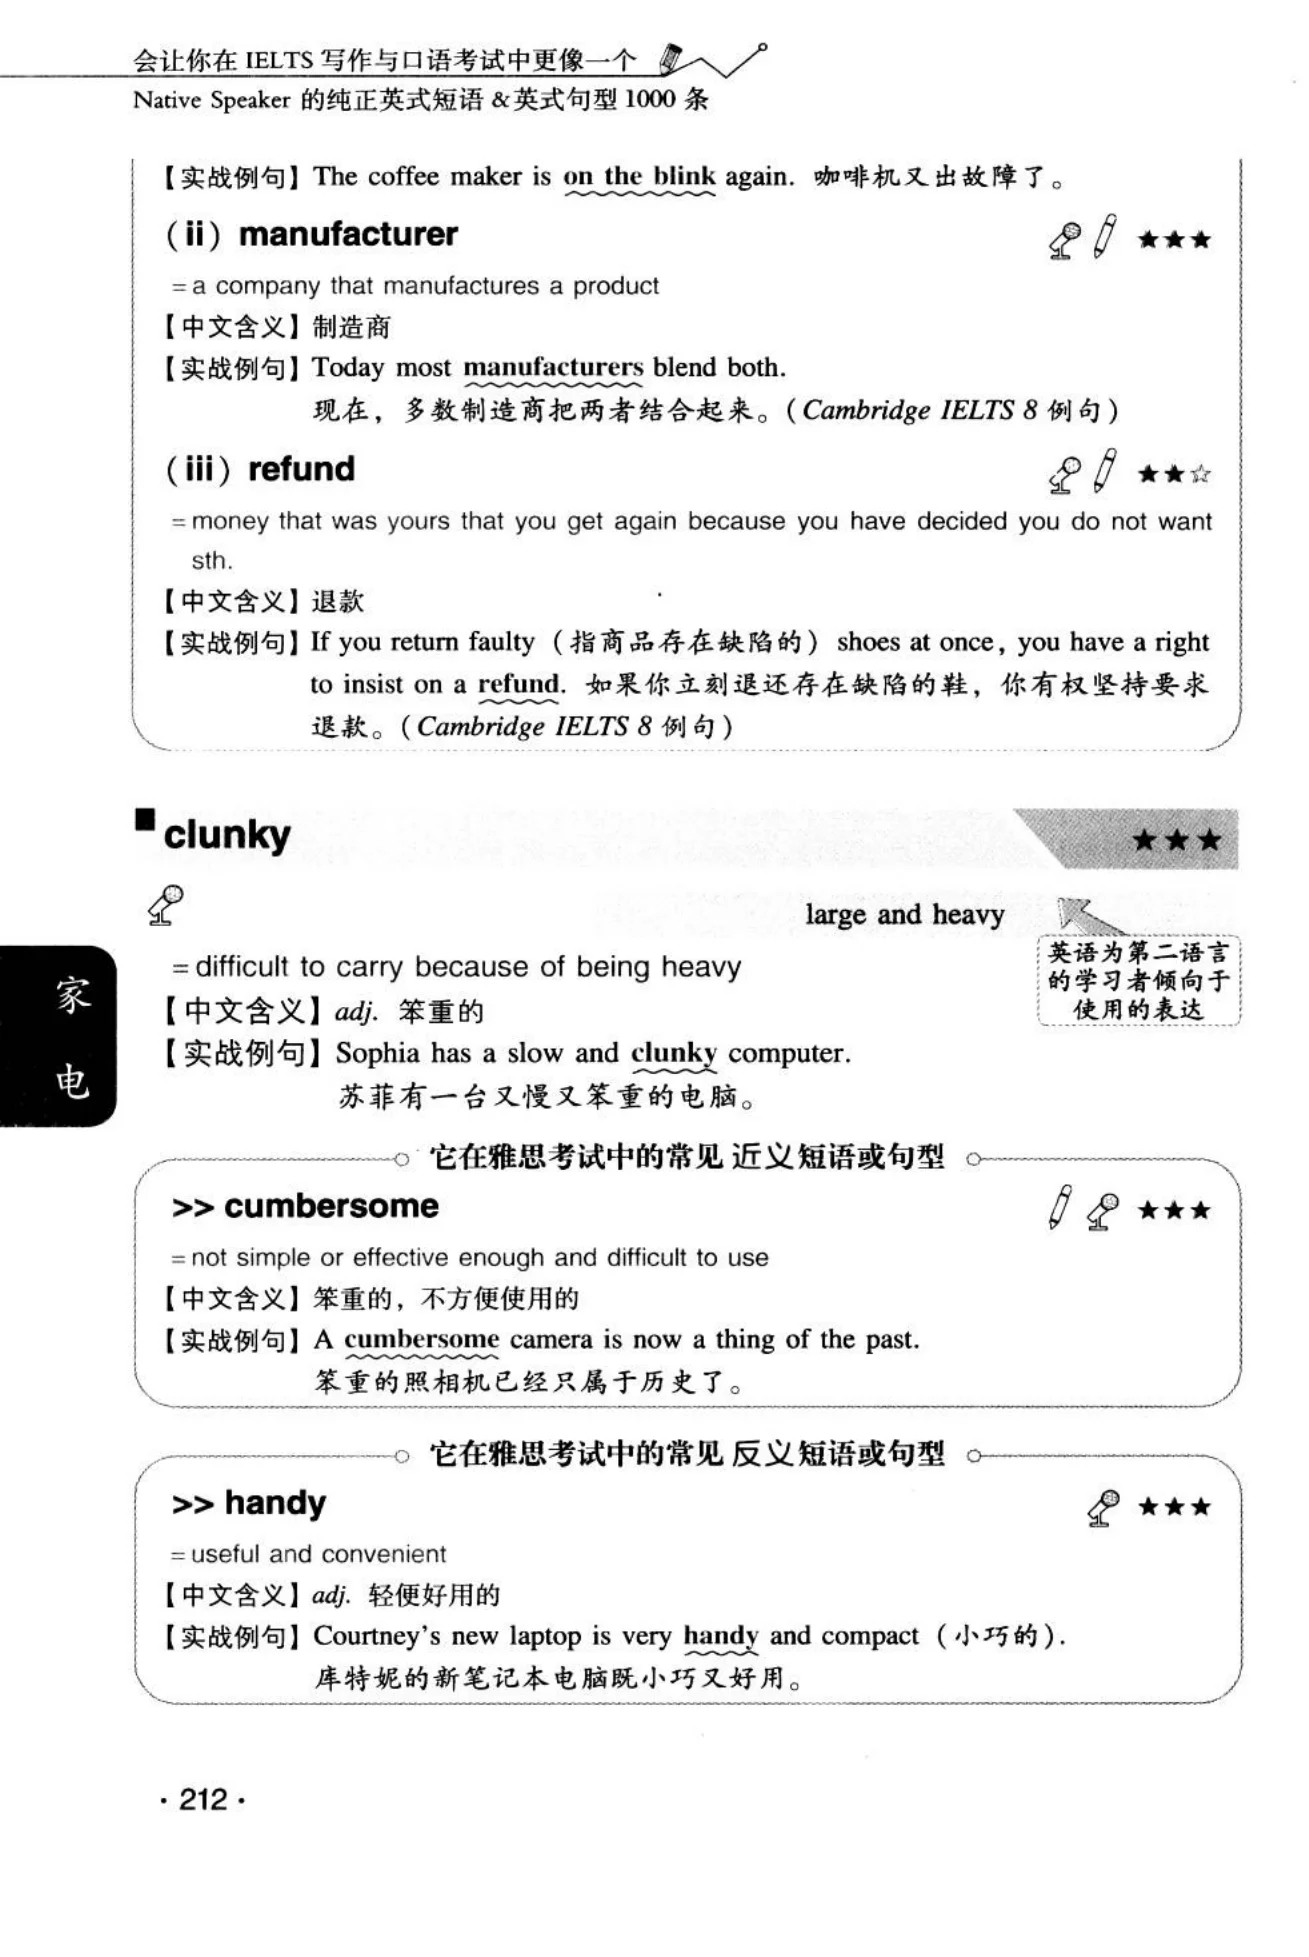 会让你在 IELTS 写作与口语考试中更像一个
Native Speaker 的纯正英式短语 & 英式句型 1000 条
【实战例句】The coffee maker is on the blink again. 咖啡机又出故障了。
(ii) manufacturer ★★★
= a company that manufactures a product
【中文含义】制造商
【实战例句】Today most manufacturers blend both.
现在，多数制造商把两者结合起来。(Cambridge IELTS 8 例句)
(iii) refund ★★☆
= money that was yours that you get again because you have decided you do not want
sth.
【中文含义】退款
【实战例句】If you return faulty（指商品存在缺陷的）shoes at once, you have a right
to insist on a refund. 如果你立刻退还存在缺陷的鞋，你有权坚持要求
退款。(Cambridge IELTS 8 例句)
■ clunky ★★★
large and heavy
英语为第二语言
的学习者倾向于
使用的表达
= difficult to carry because of being heavy
【中文含义】adj. 笨重的
【实战例句】Sophia has a slow and clunky computer.
苏菲有一台又慢又笨重的电脑。
家电
它在雅思考试中的常见 近义短语或句型
>> cumbersome ★★★
= not simple or effective enough and difficult to use
【中文含义】笨重的，不方便使用的
【实战例句】A cumbersome camera is now a thing of the past.
笨重的照相机已经只属于历史了。
它在雅思考试中的常见 反义短语或句型
>> handy ★★★
= useful and convenient
【中文含义】adj. 轻便好用的
【实战例句】Courtney's new laptop is very handy and compact（小巧的）.
库特妮的新笔记本电脑既小巧又好用。
· 212 ·